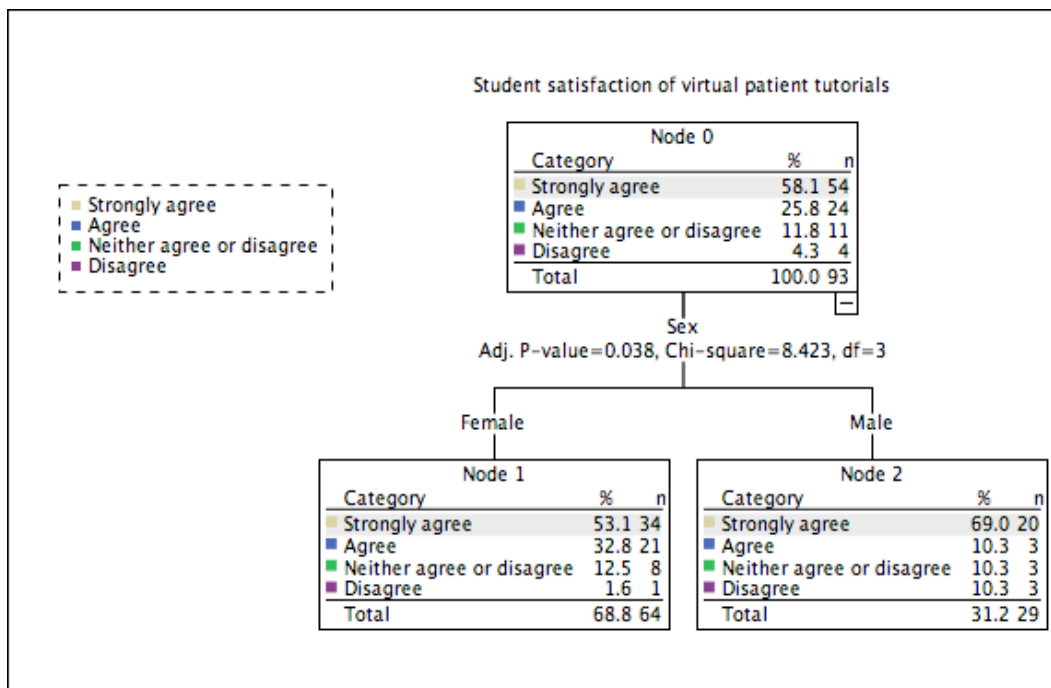 Student satisfaction of virtual patient tutorials
Strongly agree
Agree
Neither agree or disagree
Disagree
Node 0
Category % n
Strongly agree 58.1 54
Agree 25.8 24
Neither agree or disagree 11.8 11
Disagree 4.3 4
Total 100.0 93
Sex
Adj. P-value=0.038, Chi-square=8.423, df=3
Female
Male
Node 1
Category % n
Strongly agree 53.1 34
Agree 32.8 21
Neither agree or disagree 12.5 8
Disagree 1.6 1
Total 68.8 64
Node 2
Category % n
Strongly agree 69.0 20
Agree 10.3 3
Neither agree or disagree 10.3 3
Disagree 10.3 3
Total 31.2 29